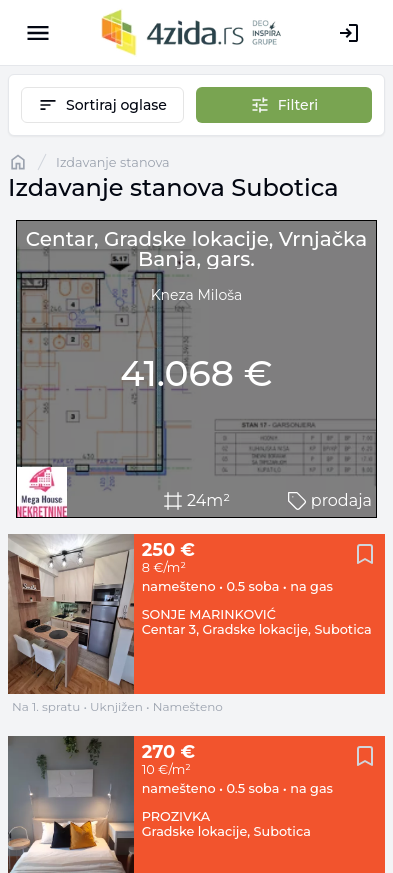 4zida.rs
DEO
INSPIRA
GRUPE
Sortiraj oglase
Filteri
Izdavanje stanova
Izdavanje stanova Subotica
Centar, Gradske lokacije, Vrnjačka
Banja, gars.
Kneza Miloša
41.068 €
STAN 17 - GARSONJERA
Mega House
NEKRETNINE
24m²
prodaja
250 €
8 €/m²
namešteno • 0.5 soba • na gas
SONJE MARINKOVIĆ
Centar 3, Gradske lokacije, Subotica
Na 1. spratu • Uknjižen • Namešteno
270 €
10 €/m²
namešteno • 0.5 soba • na gas
PROZIVKA
Gradske lokacije, Subotica